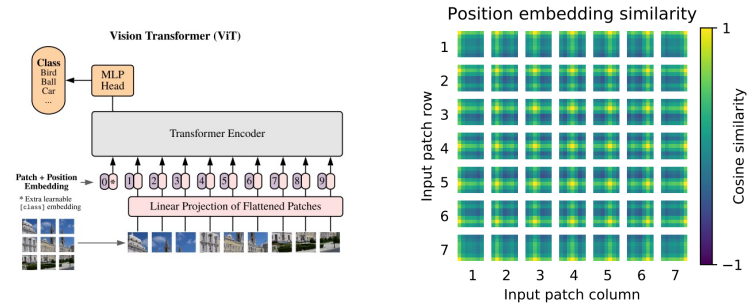 Vision Transformer (ViT)
Class
Bird
Ball
Car
...
MLP
Head
Transformer Encoder
Patch + Position
Embedding
* Extra learnable
[class] embedding
0 * 1 2 3 4 5 6 7 8 9
Linear Projection of Flattened Patches
Position embedding similarity
Input patch row
1
2
3
4
5
6
7
1 2 3 4 5 6 7
Input patch column
1
−1
Cosine similarity